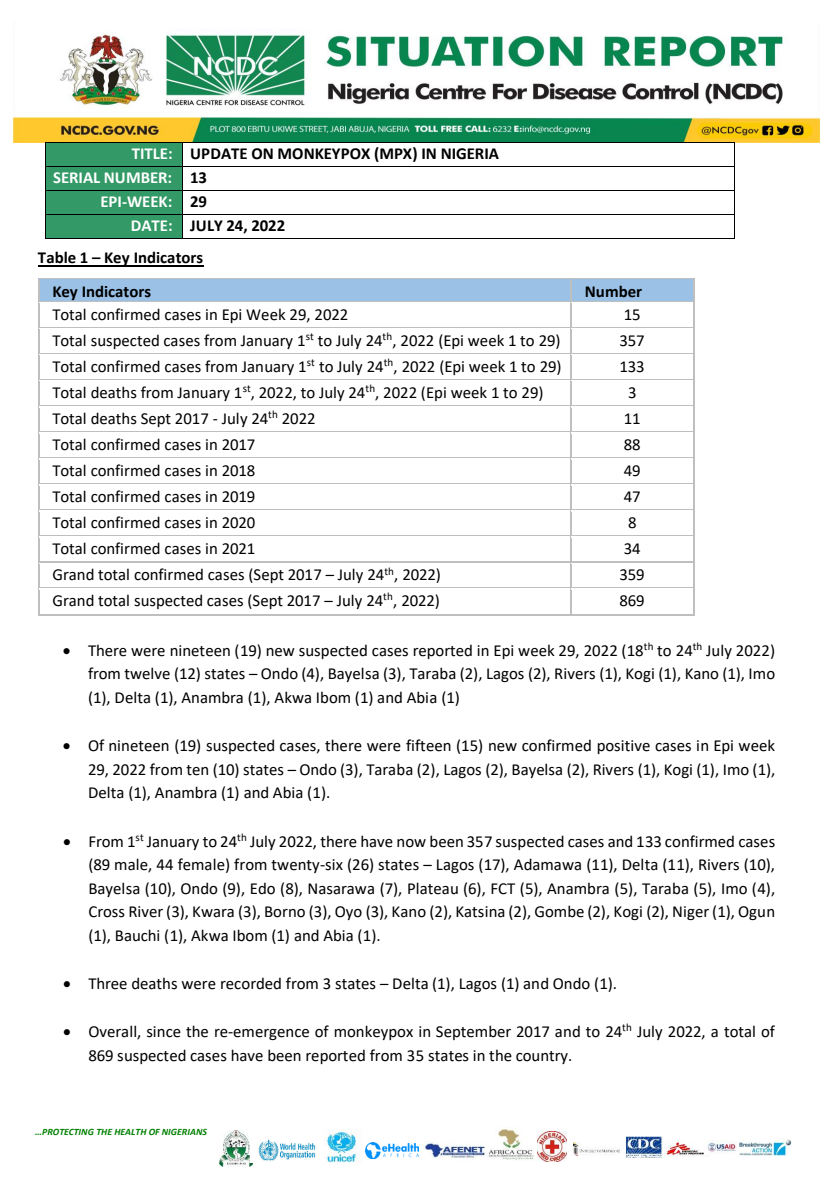 NCDC
NIGERIA CENTRE FOR DISEASE CONTROL
SITUATION REPORT
Nigeria Centre For Disease Control (NCDC)
NCDC.GOV.NG
PLOT 800 EBITU UKIWE STREET, JABI ABUJA, NIGERIA TOLL FREE CALL: 6232 E:info@ncdc.gov.ng
@NCDCgov
TITLE: UPDATE ON MONKEYPOX (MPX) IN NIGERIA
SERIAL NUMBER: 13
EPI-WEEK: 29
DATE: JULY 24, 2022
Table 1 – Key Indicators
Key Indicators Number
Total confirmed cases in Epi Week 29, 2022 15
Total suspected cases from January 1st to July 24th, 2022 (Epi week 1 to 29) 357
Total confirmed cases from January 1st to July 24th, 2022 (Epi week 1 to 29) 133
Total deaths from January 1st, 2022, to July 24th, 2022 (Epi week 1 to 29) 3
Total deaths Sept 2017 - July 24th 2022 11
Total confirmed cases in 2017 88
Total confirmed cases in 2018 49
Total confirmed cases in 2019 47
Total confirmed cases in 2020 8
Total confirmed cases in 2021 34
Grand total confirmed cases (Sept 2017 – July 24th, 2022) 359
Grand total suspected cases (Sept 2017 – July 24th, 2022) 869
• There were nineteen (19) new suspected cases reported in Epi week 29, 2022 (18th to 24th July 2022)
from twelve (12) states – Ondo (4), Bayelsa (3), Taraba (2), Lagos (2), Rivers (1), Kogi (1), Kano (1), Imo
(1), Delta (1), Anambra (1), Akwa Ibom (1) and Abia (1)
• Of nineteen (19) suspected cases, there were fifteen (15) new confirmed positive cases in Epi week
29, 2022 from ten (10) states – Ondo (3), Taraba (2), Lagos (2), Bayelsa (2), Rivers (1), Kogi (1), Imo (1),
Delta (1), Anambra (1) and Abia (1).
• From 1st January to 24th July 2022, there have now been 357 suspected cases and 133 confirmed cases
(89 male, 44 female) from twenty-six (26) states – Lagos (17), Adamawa (11), Delta (11), Rivers (10),
Bayelsa (10), Ondo (9), Edo (8), Nasarawa (7), Plateau (6), FCT (5), Anambra (5), Taraba (5), Imo (4),
Cross River (3), Kwara (3), Borno (3), Oyo (3), Kano (2), Katsina (2), Gombe (2), Kogi (2), Niger (1), Ogun
(1), Bauchi (1), Akwa Ibom (1) and Abia (1).
• Three deaths were recorded from 3 states – Delta (1), Lagos (1) and Ondo (1).
• Overall, since the re-emergence of monkeypox in September 2017 and to 24th July 2022, a total of
869 suspected cases have been reported from 35 states in the country.
...PROTECTING THE HEALTH OF NIGERIANS
World Health
Organization
unicef
eHealth
AFRICA
AFENET
AFRICA CDC
NIGERIAN
RED CROSS
CDC
USAID
Breakthrough
ACTION